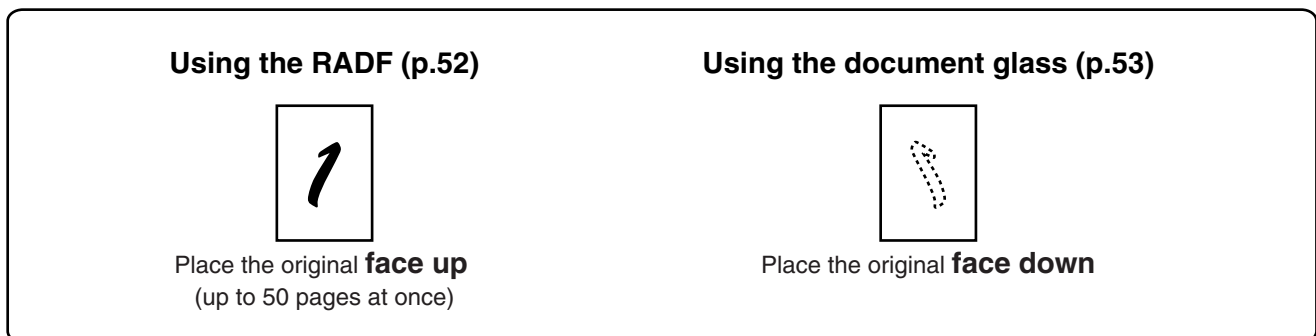 Using the RADF (p.52)
1
Place the original face up
(up to 50 pages at once)
Using the document glass (p.53)
1
Place the original face down